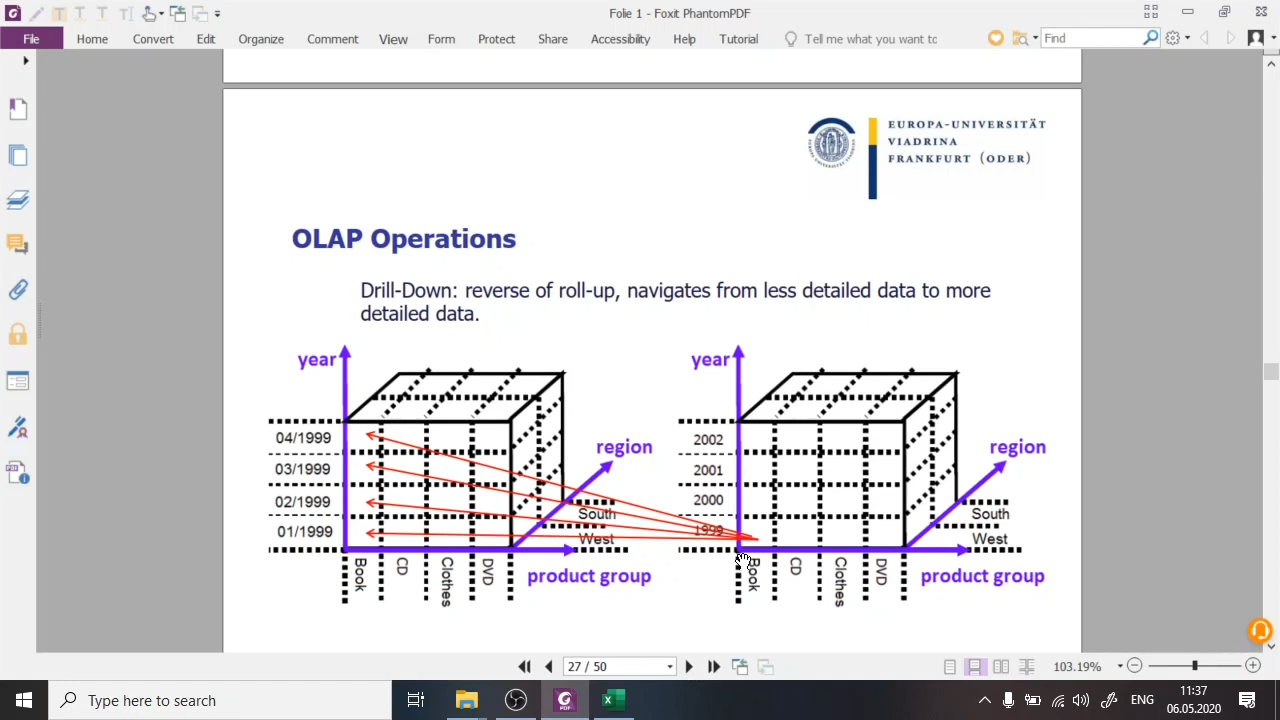 Folie 1 - Foxit PhantomPDF
File Home Convert Edit Organize Comment View Form Protect Share Accessibility Help Tutorial Tell me what you want to Find
EUROPA-UNIVERSITÄT
VIADRINA
FRANKFURT (ODER)
OLAP Operations
Drill-Down: reverse of roll-up, navigates from less detailed data to more
detailed data.
year
04/1999
03/1999
02/1999
01/1999
region
South
West
Book
CD
Clothes
DVD
product group
year
2002
2001
2000
1999
region
South
West
Book
CD
Clothes
DVD
product group
27 / 50
103.19%
Type here to search
PDF
ENG
11:37
06.05.2020